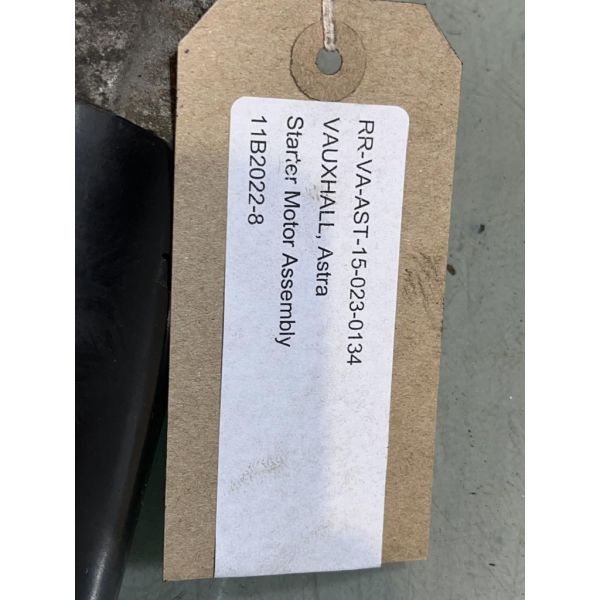 RR-VA-AST-15-023-0134
VAUXHALL, Astra
Starter Motor Assembly
11B2022-8